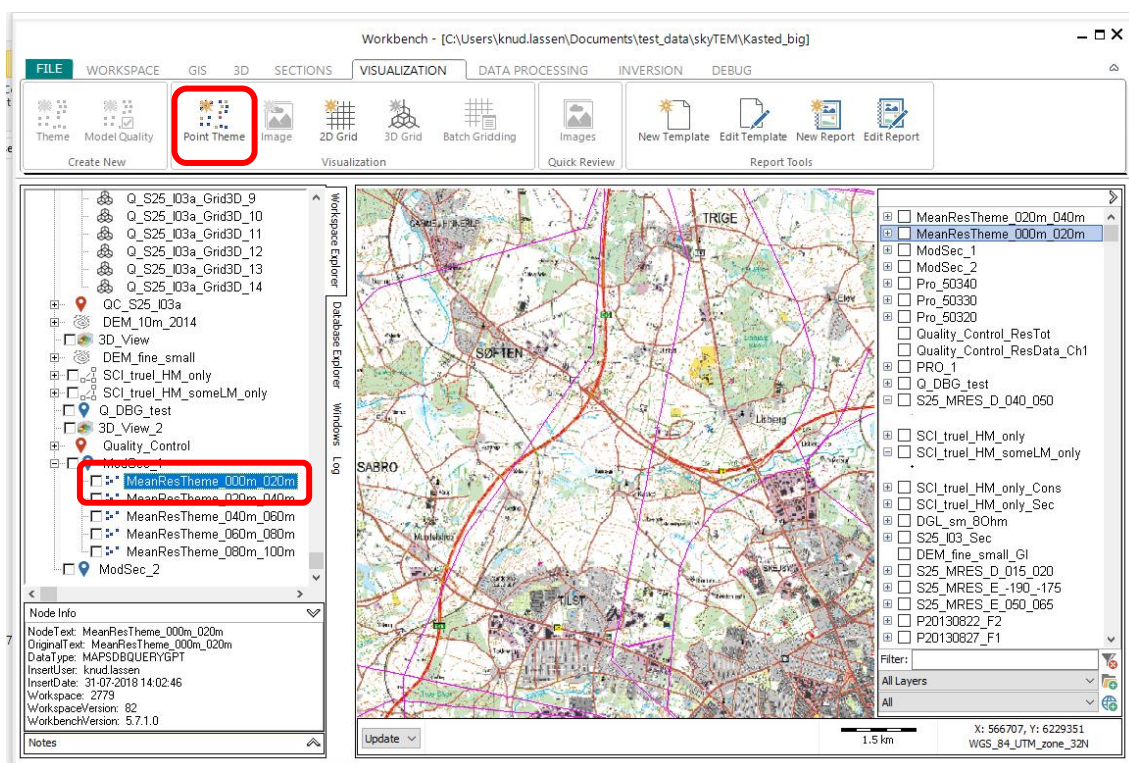 Workbench - [C:\Users\knud.lassen\Documents\test_data\skyTEM\Kasted_big]
FILE WORKSPACE GIS 3D SECTIONS VISUALIZATION DATA PROCESSING INVERSION DEBUG
Theme Model Quality Point Theme Image 2D Grid 3D Grid Batch Gridding Images New Template Edit Template New Report Edit Report
Create New Visualization Quick Review Report Tools
Q_S25_I03a_Grid3D_9
Q_S25_I03a_Grid3D_10
Q_S25_I03a_Grid3D_11
Q_S25_I03a_Grid3D_12
Q_S25_I03a_Grid3D_13
Q_S25_I03a_Grid3D_14
QC_S25_I03a
DEM_10m_2014
3D_View
DEM_fine_small
SCI_truel_HM_only
SCI_truel_HM_someLM_only
Q_DBG_test
3D_View_2
Quality_Control
ModSec_1
MeanResTheme_000m_020m
MeanResTheme_020m_040m
MeanResTheme_040m_060m
MeanResTheme_060m_080m
MeanResTheme_080m_100m
ModSec_2
Node Info
NodeText: MeanResTheme_000m_020m
OriginalText: MeanResTheme_000m_020m
DataType: MAPSDBQUERYGPT
InsertUser: knud.lassen
InsertDate: 31-07-2018 14:02:46
Workspace: 2779
WorkspaceVersion: 82
WorkbenchVersion: 5.7.1.0
Notes
Workspace Explorer
Database Explorer
Windows
Log
TRIGE
SØFTEN
Lisbjerg
SABRO
TILST
SKEJBY
Update
1.5 km
X: 566707, Y: 6229351
WGS_84_UTM_zone_32N
MeanResTheme_020m_040m
MeanResTheme_000m_020m
ModSec_1
ModSec_2
Pro_50340
Pro_50330
Pro_50320
Quality_Control_ResTot
Quality_Control_ResData_Ch1
PRO_1
Q_DBG_test
S25_MRES_D_040_050
SCI_truel_HM_only
SCI_truel_HM_someLM_only
SCI_truel_HM_only_Cons
SCI_truel_HM_only_Sec
DGL_sm_8Ohm
S25_I03_Sec
DEM_fine_small_GI
S25_MRES_D_015_020
S25_MRES_E_-190_-175
S25_MRES_E_050_065
P20130822_F2
P20130827_F1
Filter:
All Layers
All